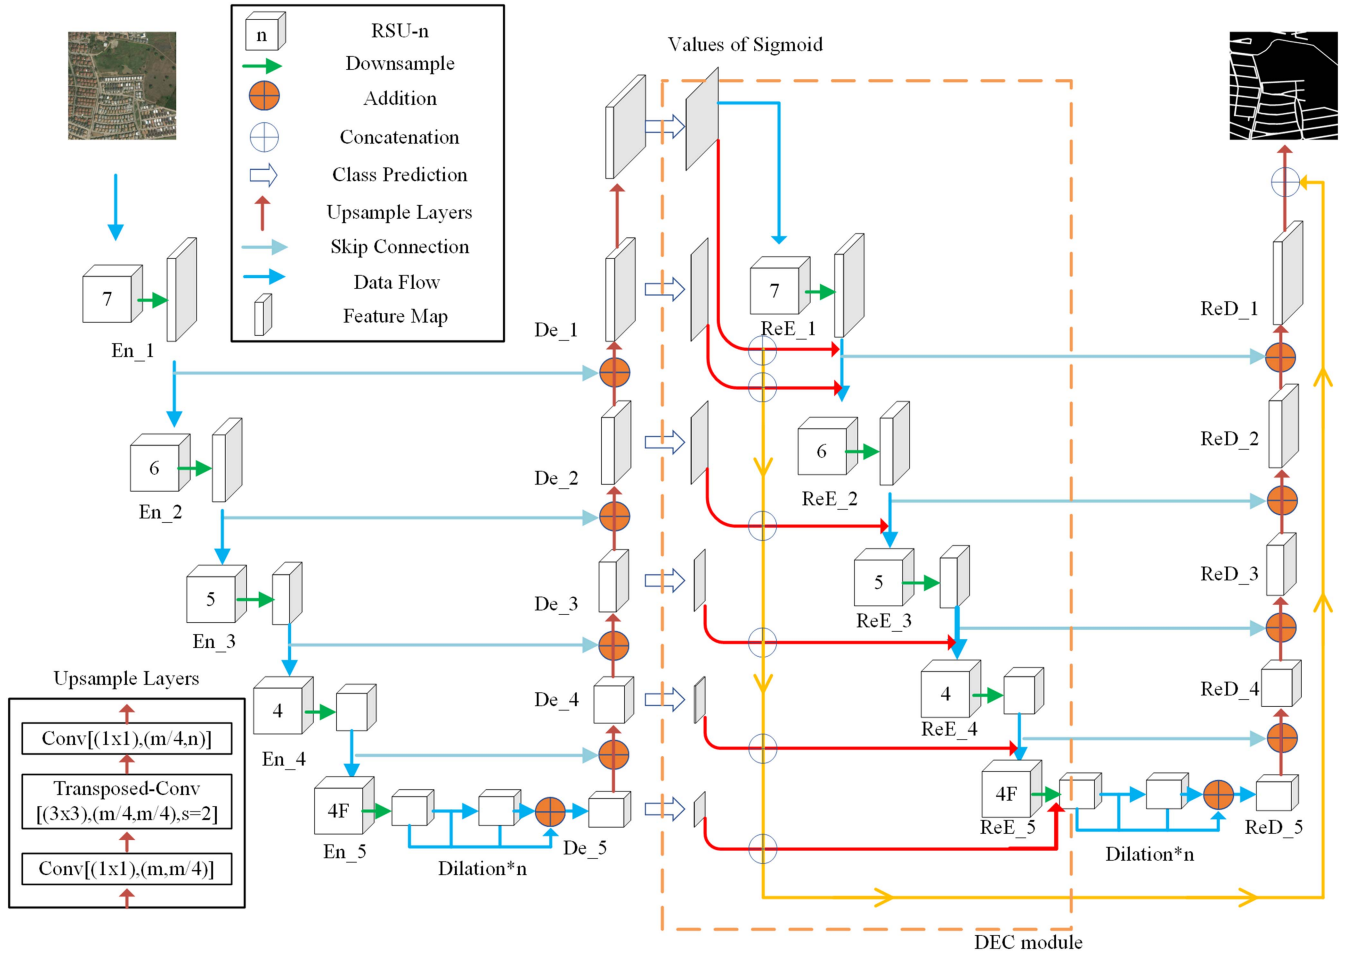 n
RSU-n
Downsample
Addition
Concatenation
Class Prediction
Upsample Layers
Skip Connection
Data Flow
Feature Map
7
En_1
6
En_2
5
En_3
4
En_4
4F
En_5
Dilation*n
De_1
De_2
De_3
De_4
De_5
Upsample Layers
Conv[(1x1),(m/4,n)]
Transposed-Conv
[(3x3),(m/4,m/4),s=2]
Conv[(1x1),(m,m/4)]
Values of Sigmoid
7
ReE_1
6
ReE_2
5
ReE_3
4
ReE_4
4F
ReE_5
Dilation*n
DEC module
ReD_1
ReD_2
ReD_3
ReD_4
ReD_5